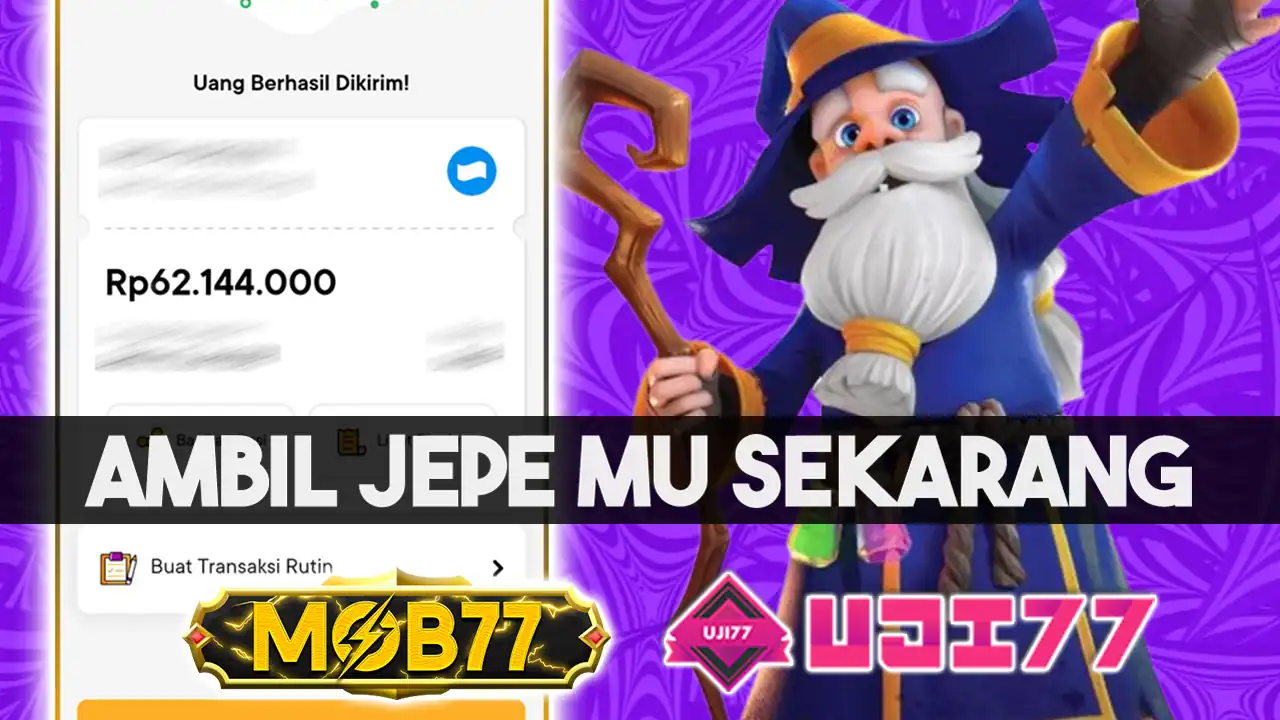 Uang Berhasil Dikirim!
Rp62.144.000
AMBIL JEPE MU SEKARANG
Buat Transaksi Rutin
MOB77
UJI77
UJI77